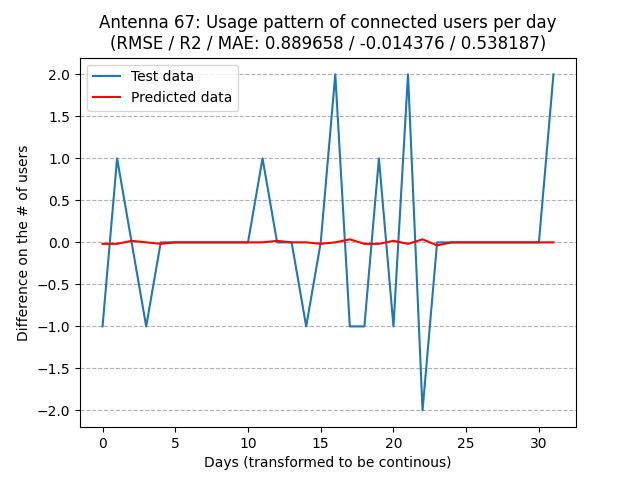 Antenna 67: Usage pattern of connected users per day
(RMSE / R2 / MAE: 0.889658 / -0.014376 / 0.538187)
Test data
Predicted data
2.0
1.5
1.0
0.5
0.0
−0.5
−1.0
−1.5
−2.0
Difference on the # of users
0 5 10 15 20 25 30
Days (transformed to be continous)